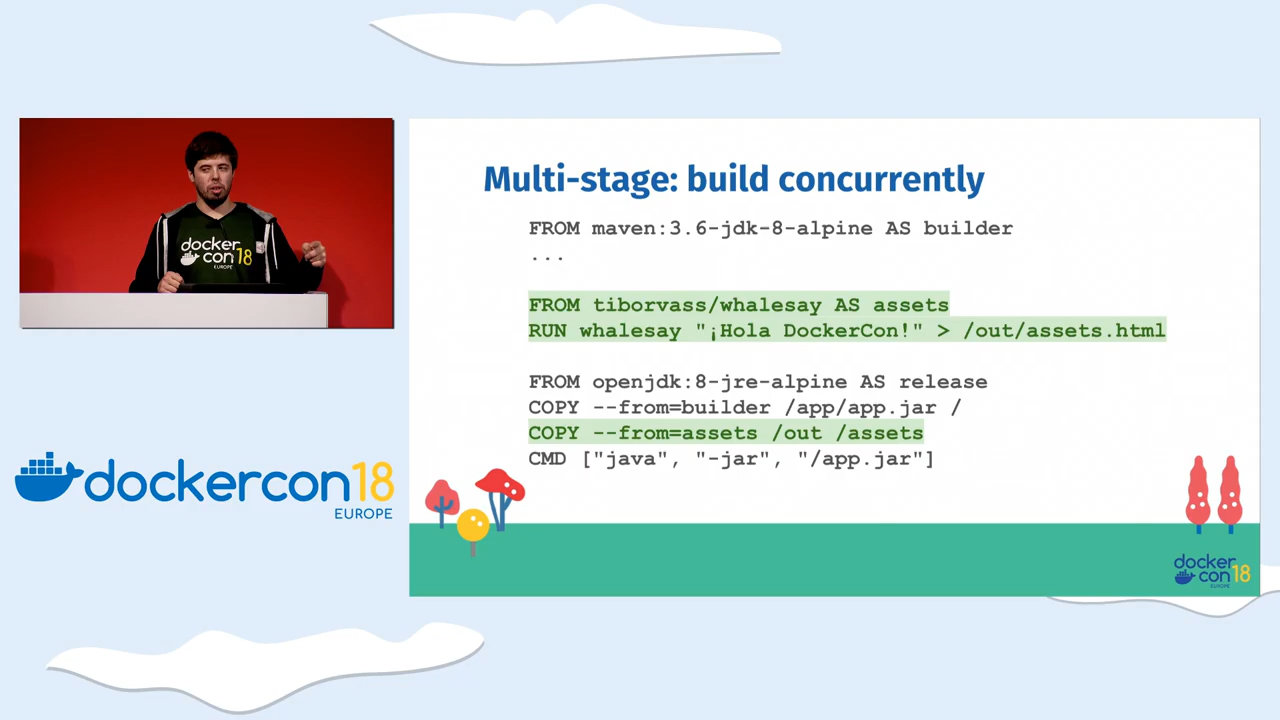 Multi-stage: build concurrently
FROM maven:3.6-jdk-8-alpine AS builder
...
FROM tiborvass/whalesay AS assets
RUN whalesay "¡Hola DockerCon!" > /out/assets.html
FROM openjdk:8-jre-alpine AS release
COPY --from=builder /app/app.jar /
COPY --from=assets /out /assets
CMD ["java", "-jar", "/app.jar"]
docker
con18
EUROPE
dockercon18
EUROPE
docker
con18
EUROPE